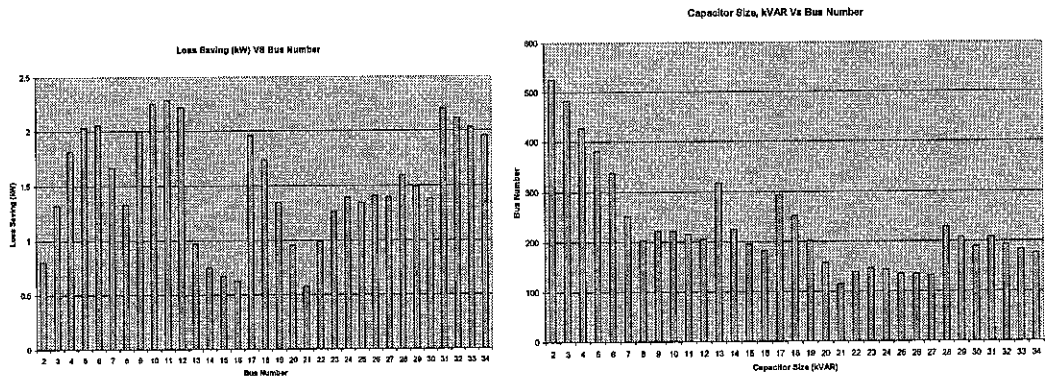 Loss Saving (kW) VS Bus Number
2.5
2
1.5
1
0.5
0
Loss Saving (kW)
2 3 4 5 6 7 8 9 10 11 12 13 14 15 16 17 18 19 20 21 22 23 24 25 26 27 28 29 30 31 32 33 34
Bus Number
Capacitor Size, kVAR Vs Bus Number
600
500
400
300
200
100
0
Bus Number
2 3 4 5 6 7 8 9 10 11 12 13 14 15 16 17 18 19 20 21 22 23 24 25 26 27 28 29 30 31 32 33 34
Capacitor Size (kVAR)